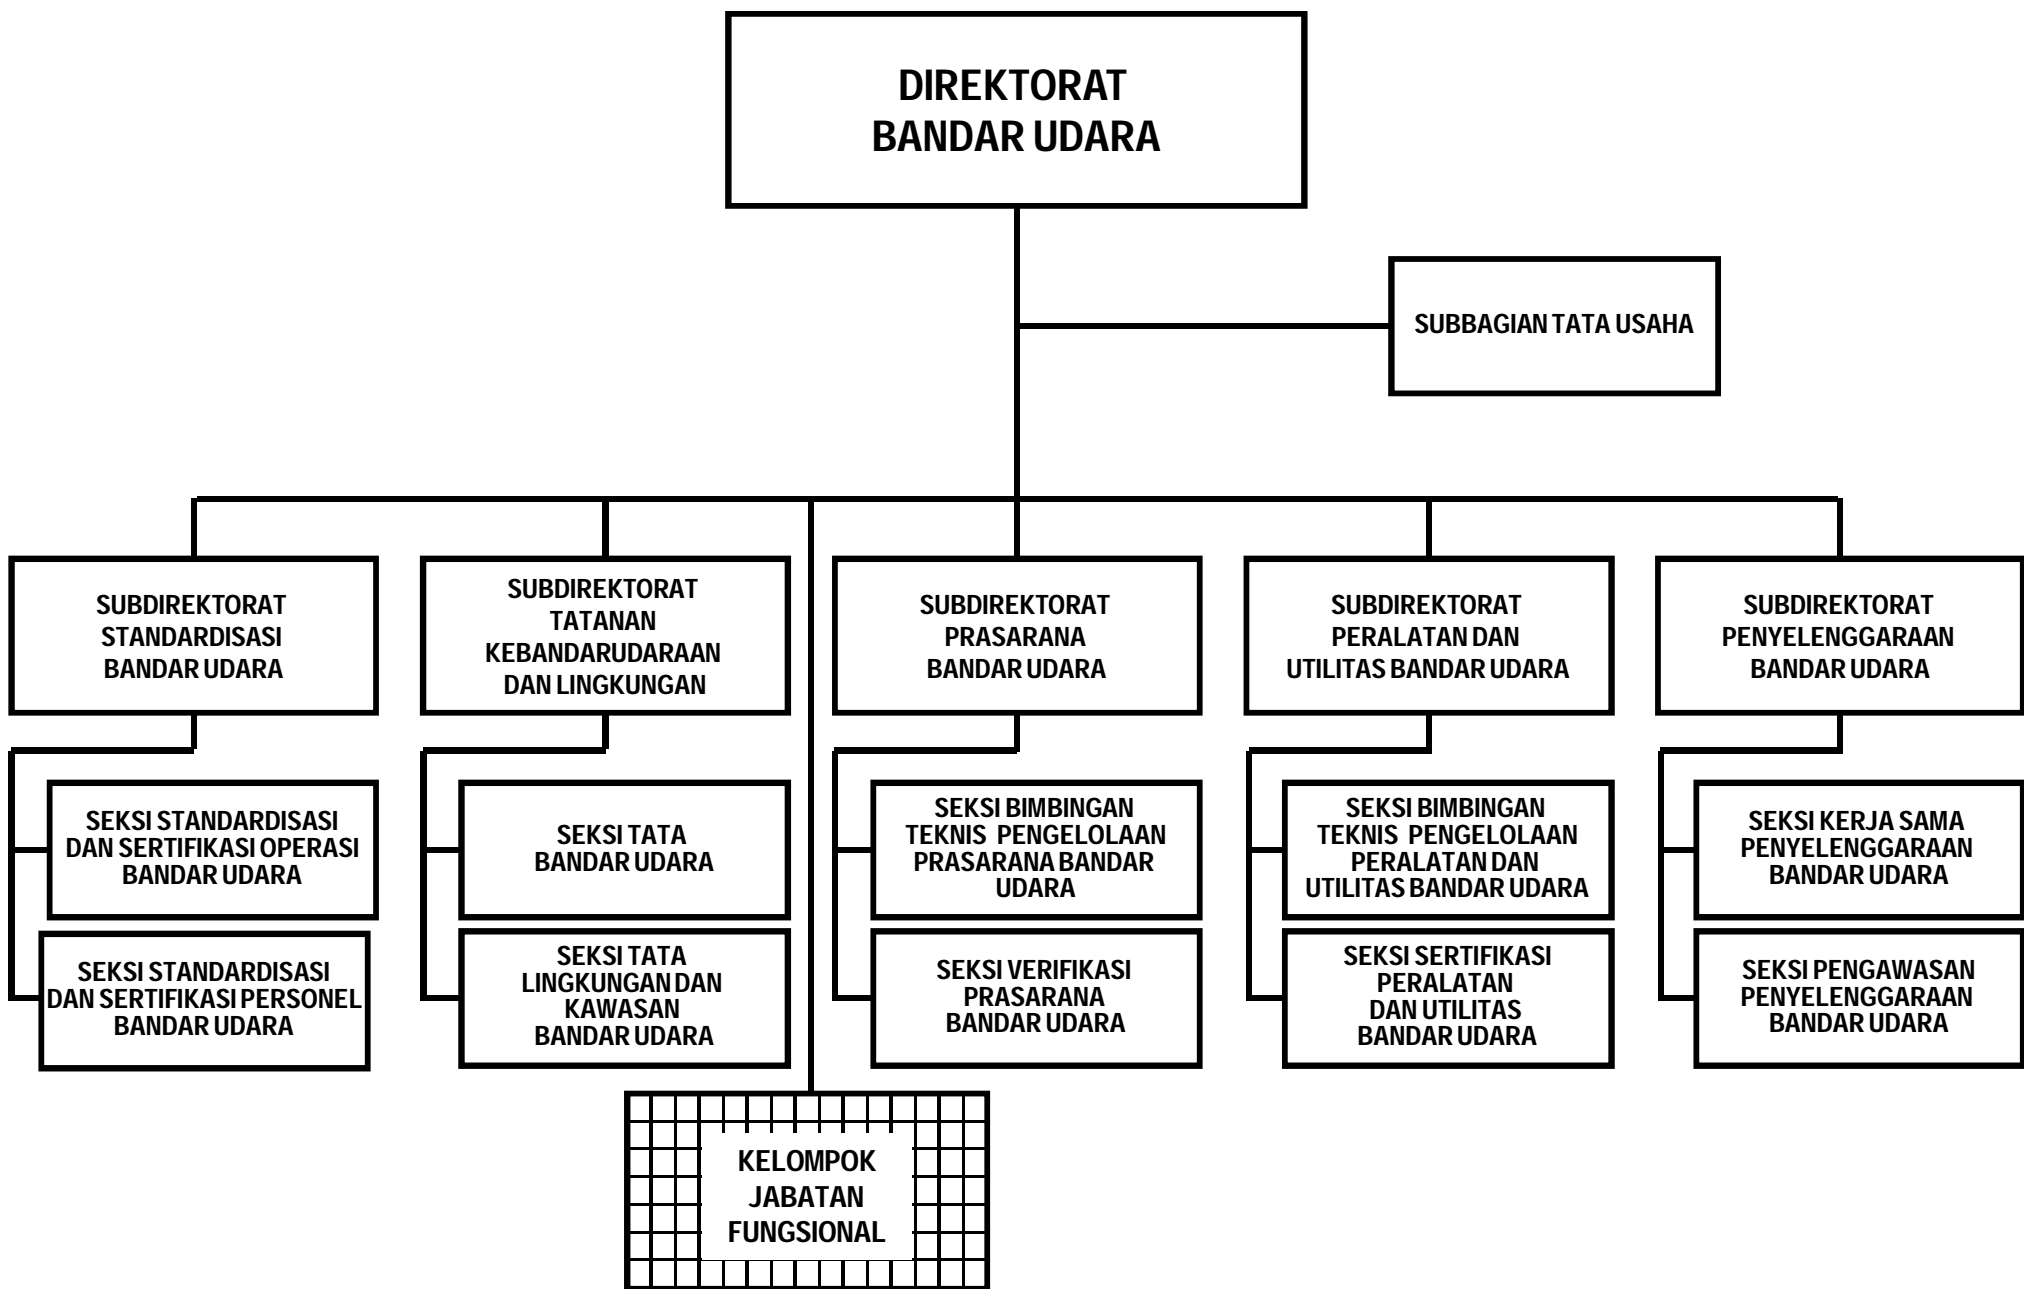 DIREKTORAT
BANDAR UDARA
SUBBAGIAN TATA USAHA
SUBDIREKTORAT
STANDARDISASI
BANDAR UDARA
SUBDIREKTORAT
TATANAN
KEBANDARUDARAAN
DAN LINGKUNGAN
SUBDIREKTORAT
PRASARANA
BANDAR UDARA
SUBDIREKTORAT
PERALATAN DAN
UTILITAS BANDAR UDARA
SUBDIREKTORAT
PENYELENGGARAAN
BANDAR UDARA
SEKSI STANDARDISASI
DAN SERTIFIKASI OPERASI
BANDAR UDARA
SEKSI TATA
BANDAR UDARA
SEKSI BIMBINGAN
TEKNIS PENGELOLAAN
PRASARANA BANDAR
UDARA
SEKSI BIMBINGAN
TEKNIS PENGELOLAAN
PERALATAN DAN
UTILITAS BANDAR UDARA
SEKSI KERJA SAMA
PENYELENGGARAAN
BANDAR UDARA
SEKSI STANDARDISASI
DAN SERTIFIKASI PERSONEL
BANDAR UDARA
SEKSI TATA
LINGKUNGAN DAN
KAWASAN
BANDAR UDARA
SEKSI VERIFIKASI
PRASARANA
BANDAR UDARA
SEKSI SERTIFIKASI
PERALATAN
DAN UTILITAS
BANDAR UDARA
SEKSI PENGAWASAN
PENYELENGGARAAN
BANDAR UDARA
KELOMPOK
JABATAN
FUNGSIONAL